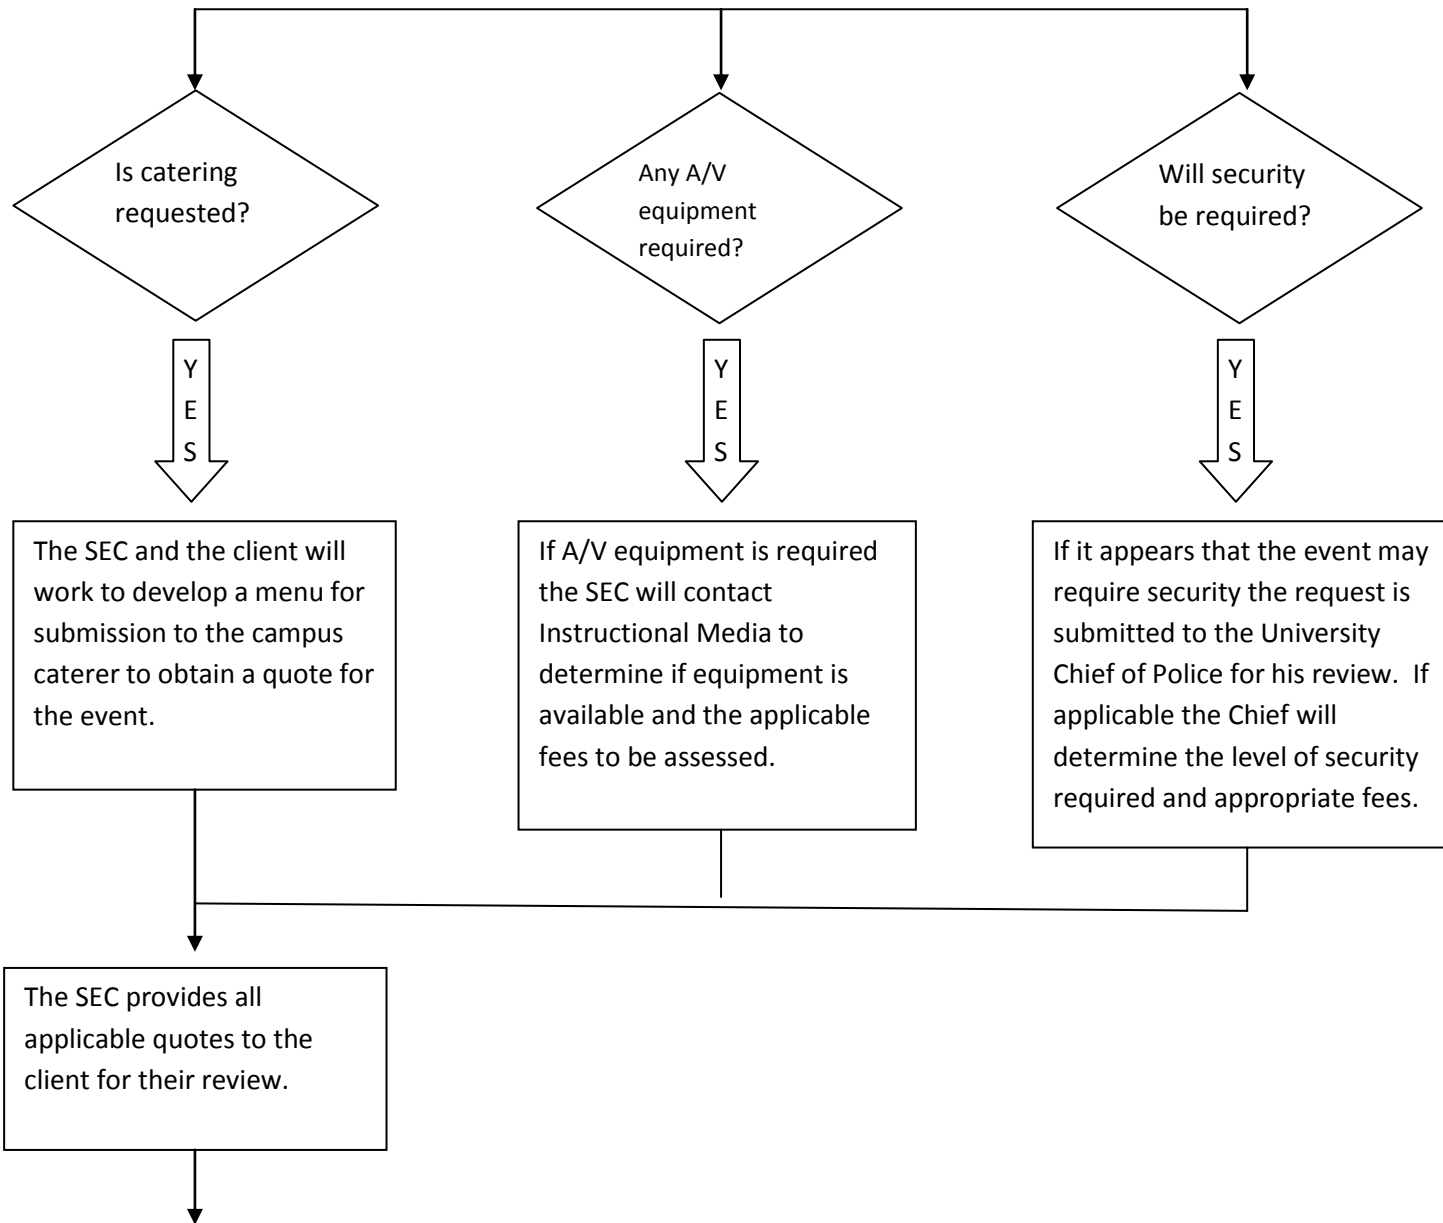 Is catering
requested?
Any A/V
equipment
required?
Will security
be required?
Y
E
S
Y
E
S
Y
E
S
The SEC and the client will
work to develop a menu for
submission to the campus
caterer to obtain a quote for
the event.
If A/V equipment is required
the SEC will contact
Instructional Media to
determine if equipment is
available and the applicable
fees to be assessed.
If it appears that the event may
require security the request is
submitted to the University
Chief of Police for his review.  If
applicable the Chief will
determine the level of security
required and appropriate fees.
The SEC provides all
applicable quotes to the
client for their review.